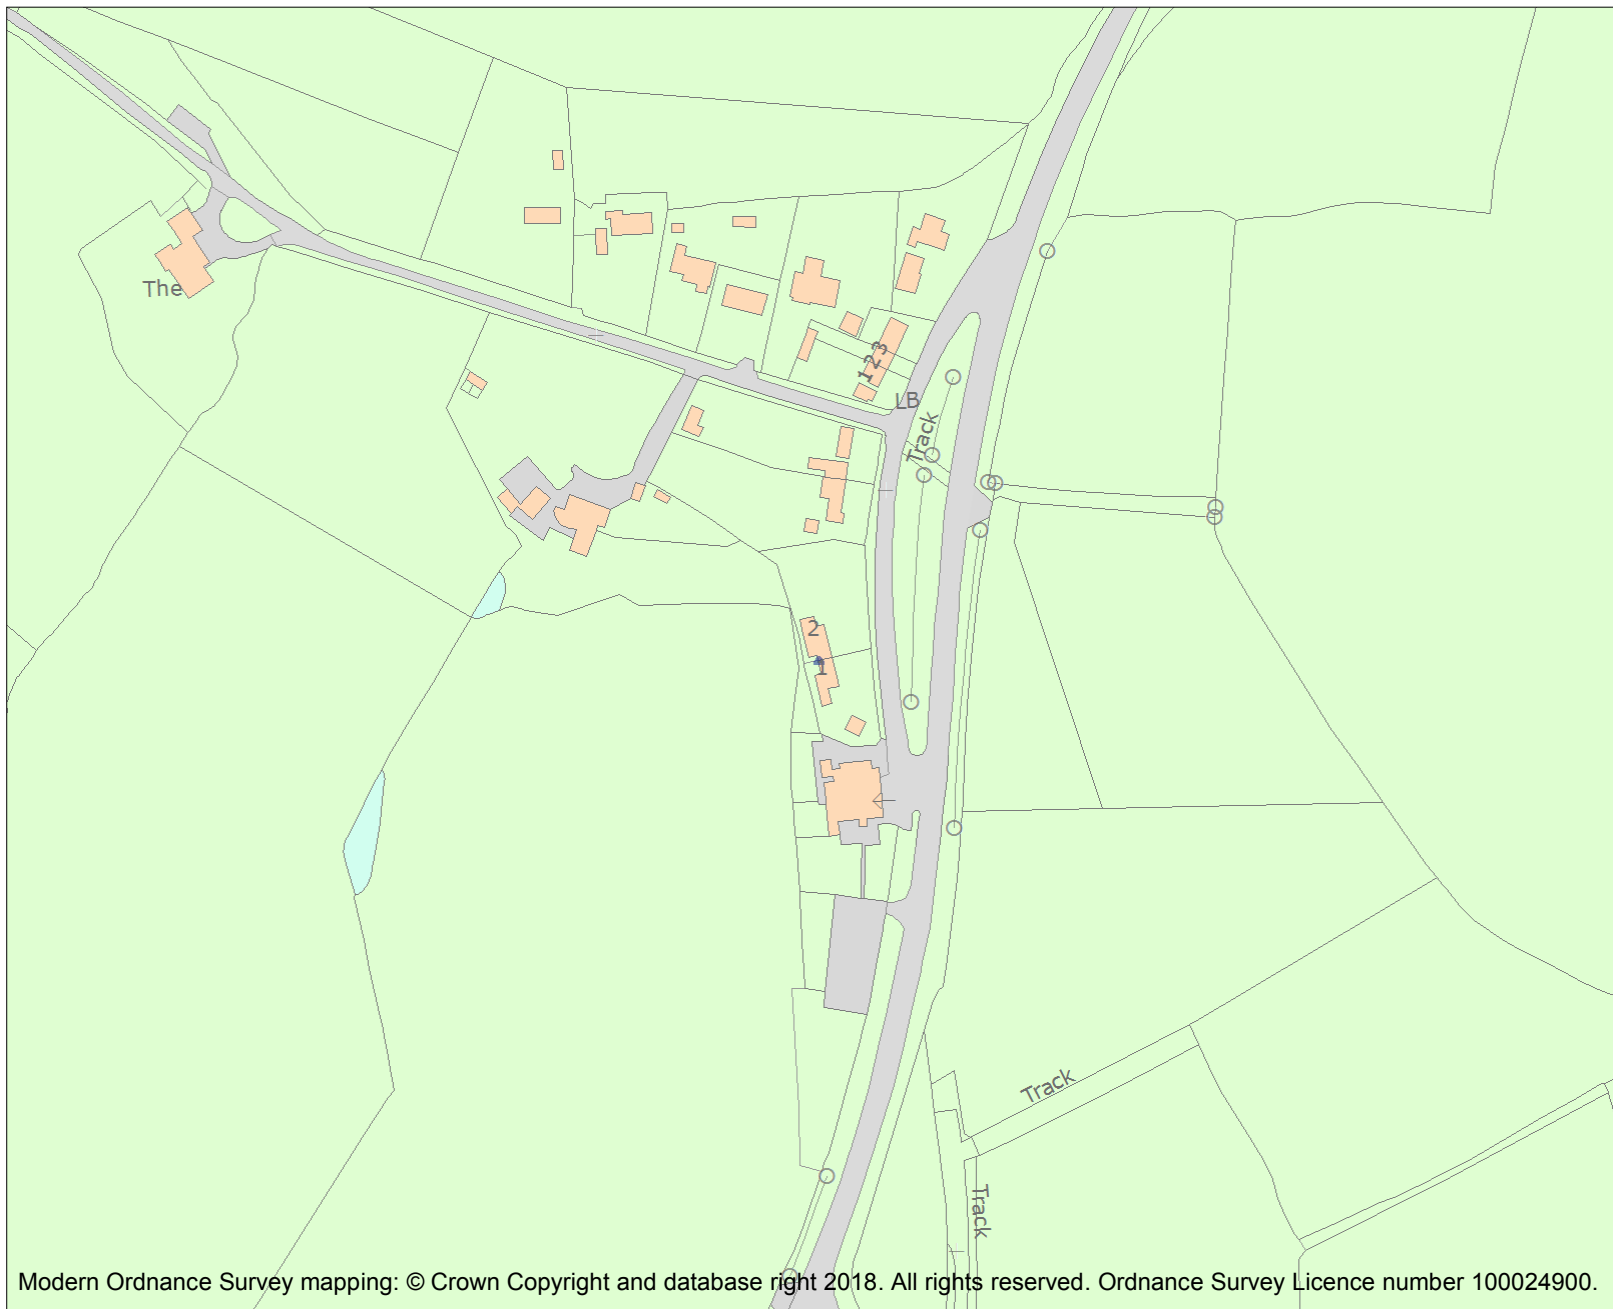 The
3
2
1
LB
Track
2
1
Track
Track
Modern Ordnance Survey mapping: © Crown Copyright and database right 2018. All rights reserved. Ordnance Survey Licence number 100024900.